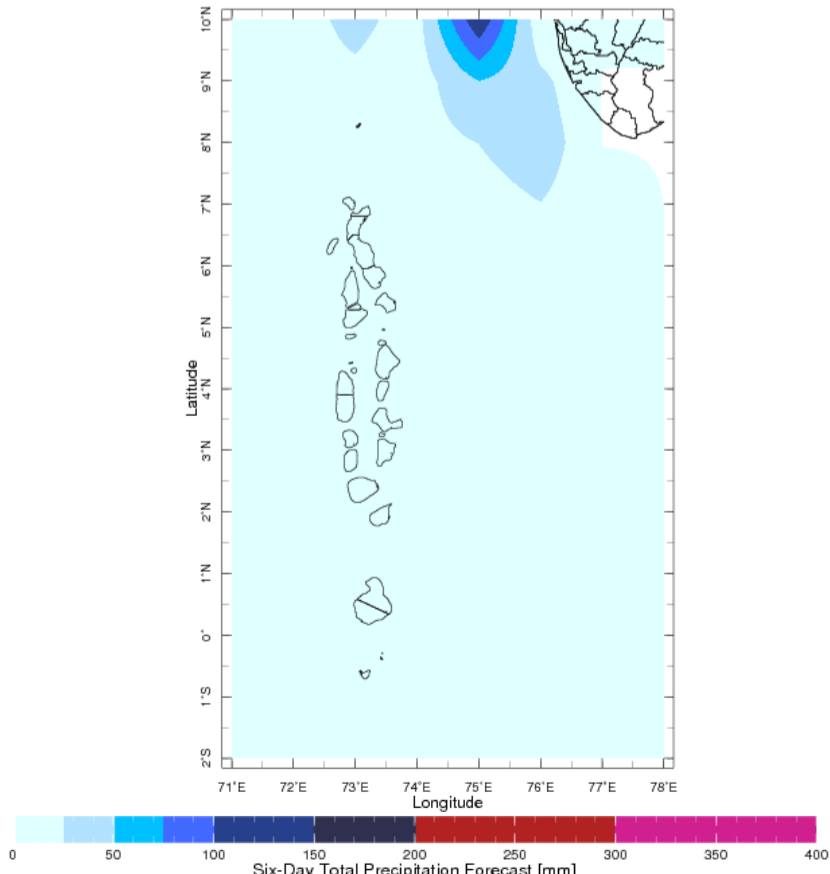 10°N
9°N
8°N
7°N
6°N
5°N
4°N
3°N
2°N
1°N
0°
1°S
2°S
Latitude
71°E 72°E 73°E 74°E 75°E 76°E 77°E 78°E
Longitude
0 50 100 150 200 250 300 350 400
Six-Day Total Precipitation Forecast [mm]